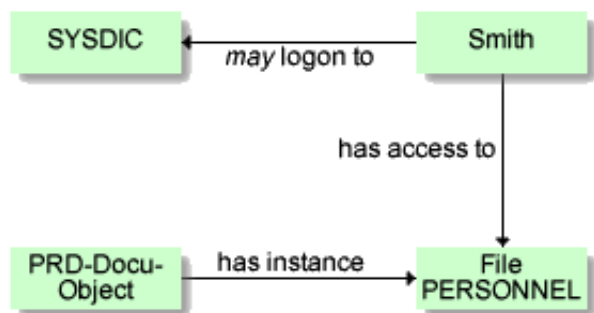 SYSDIC
may logon to
Smith
has access to
PRD-Docu-
Object
has instance
File
PERSONNEL